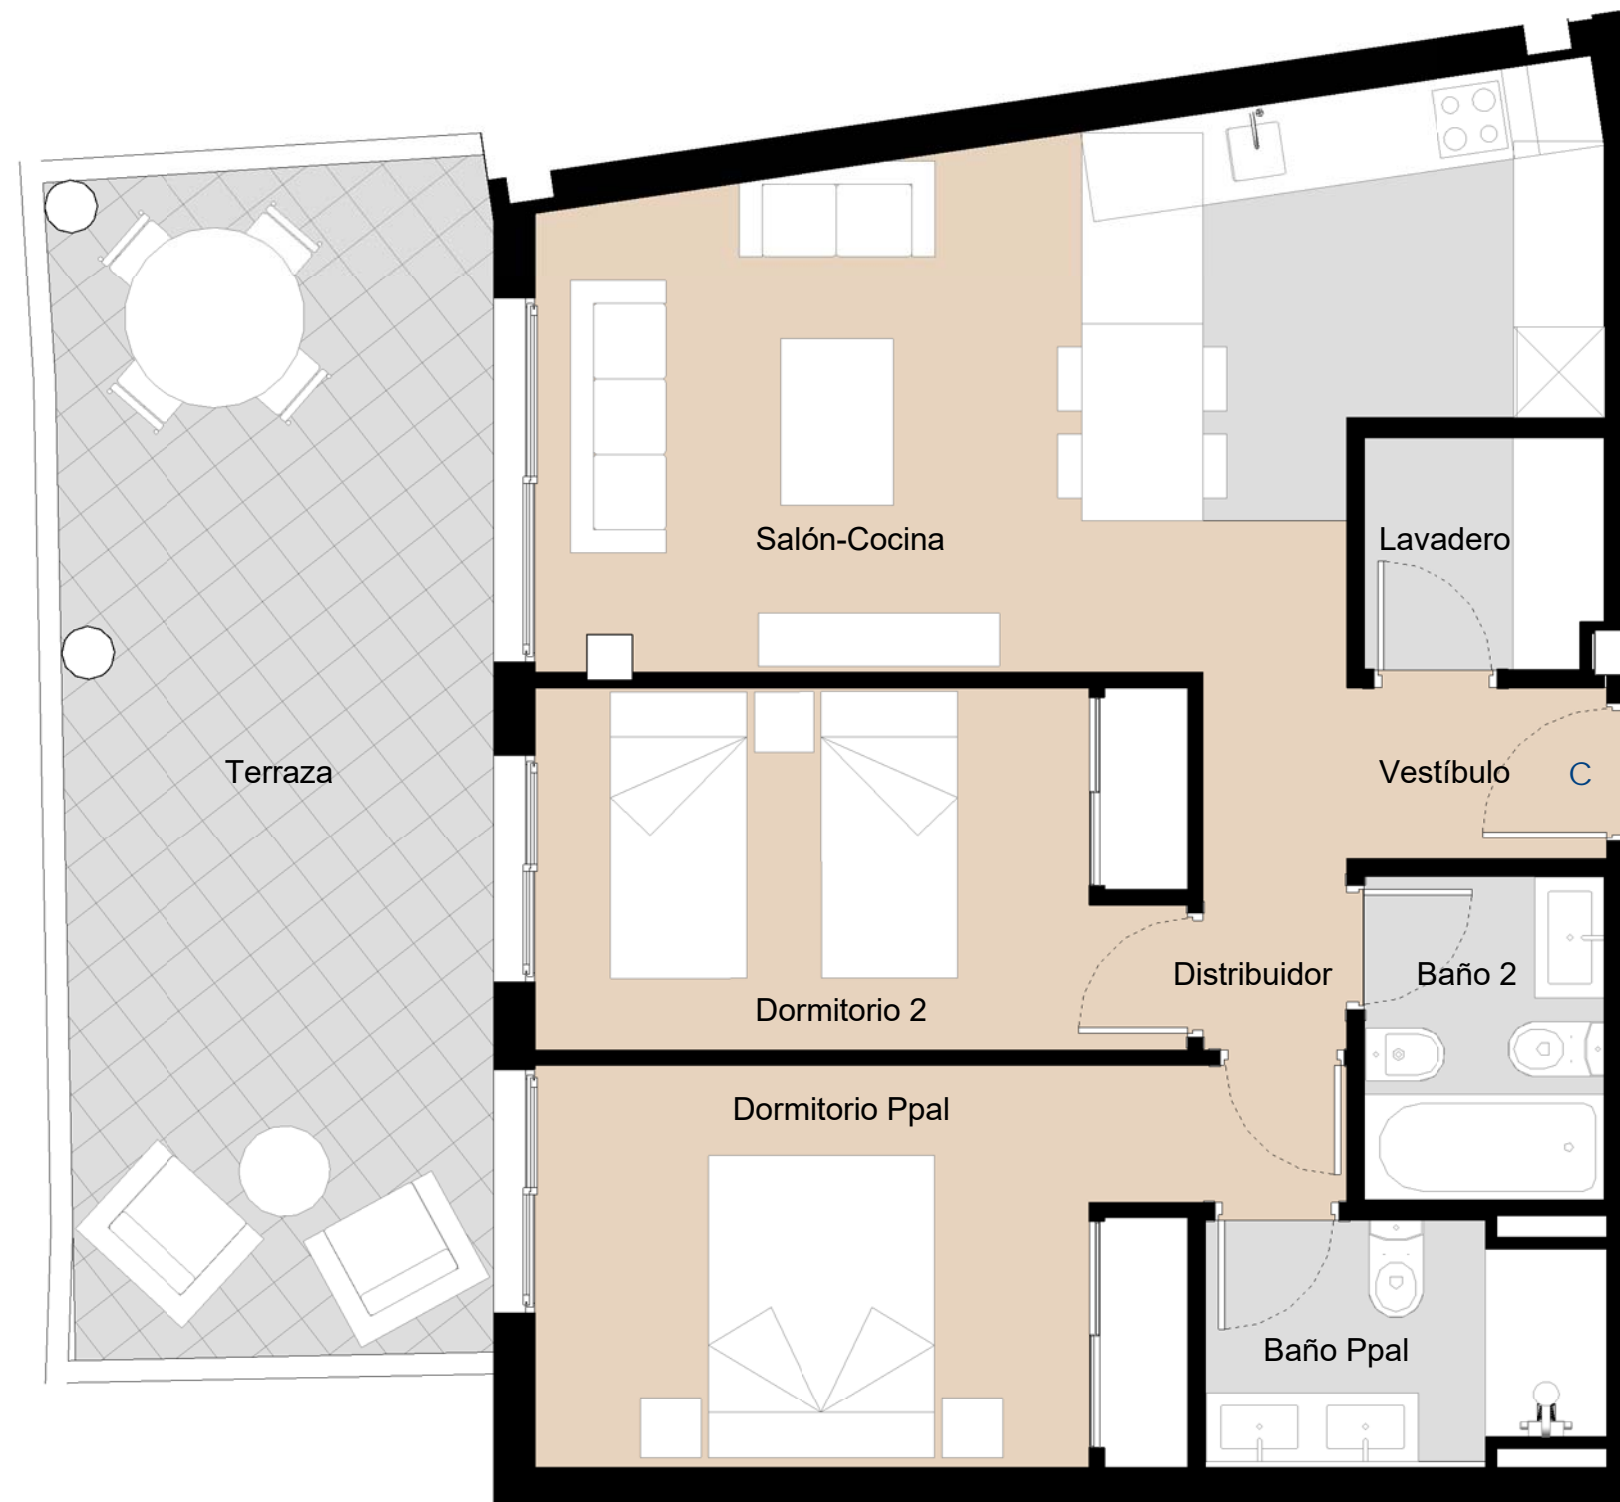 Salón-Cocina
Lavadero
Terraza
Vestíbulo
C
Distribuidor
Baño 2
Dormitorio 2
Dormitorio Ppal
Baño Ppal